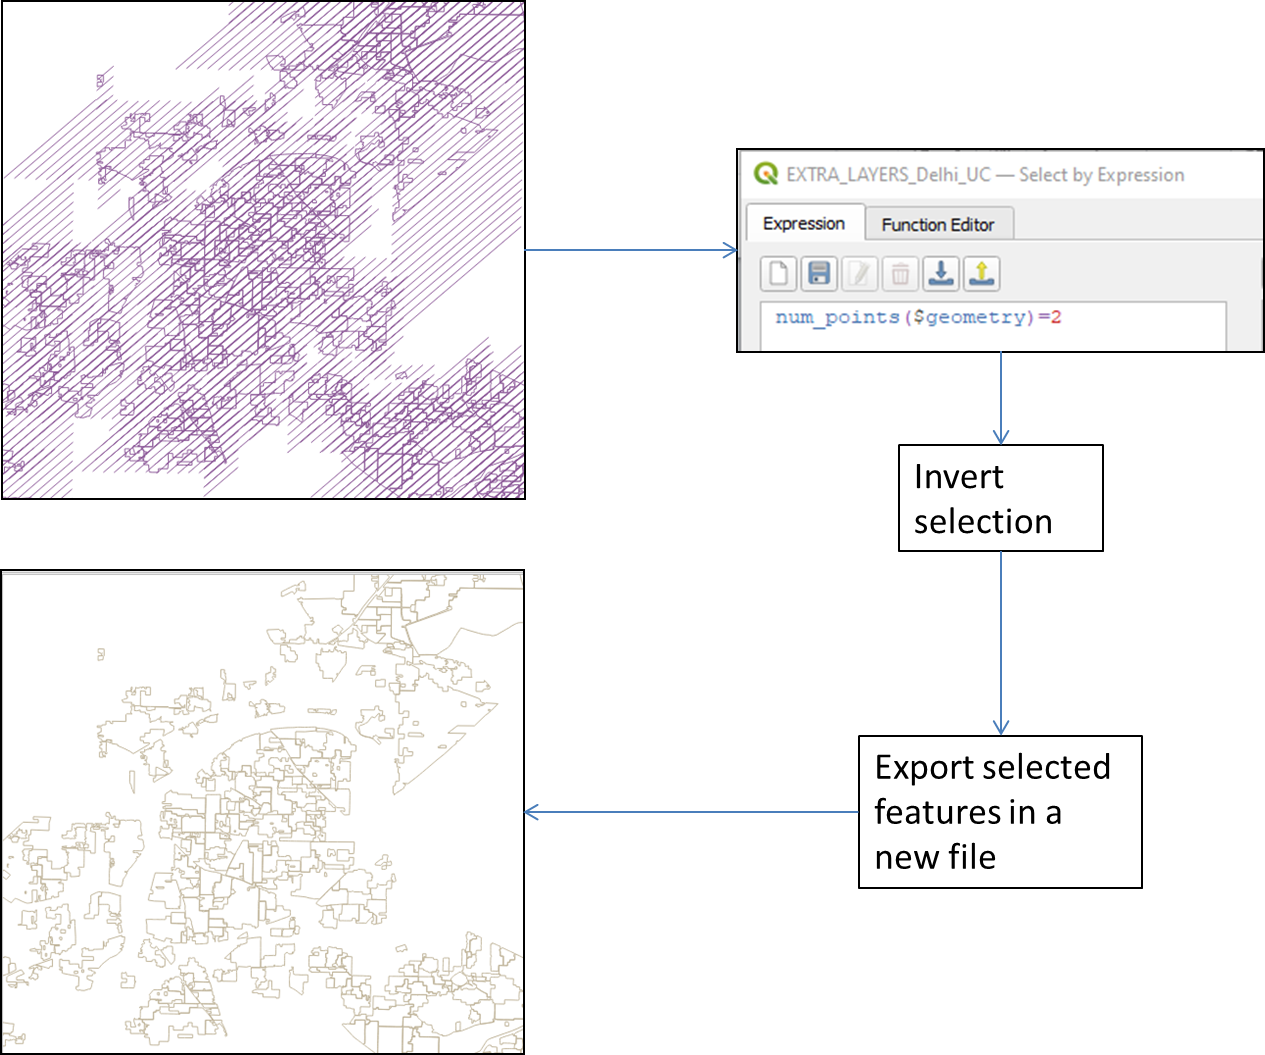 EXTRA_LAYERS_Delhi_UC — Select by Expression
Expression
Function Editor
num_points($geometry)=2
Invert
selection
Export selected
features in a
new file